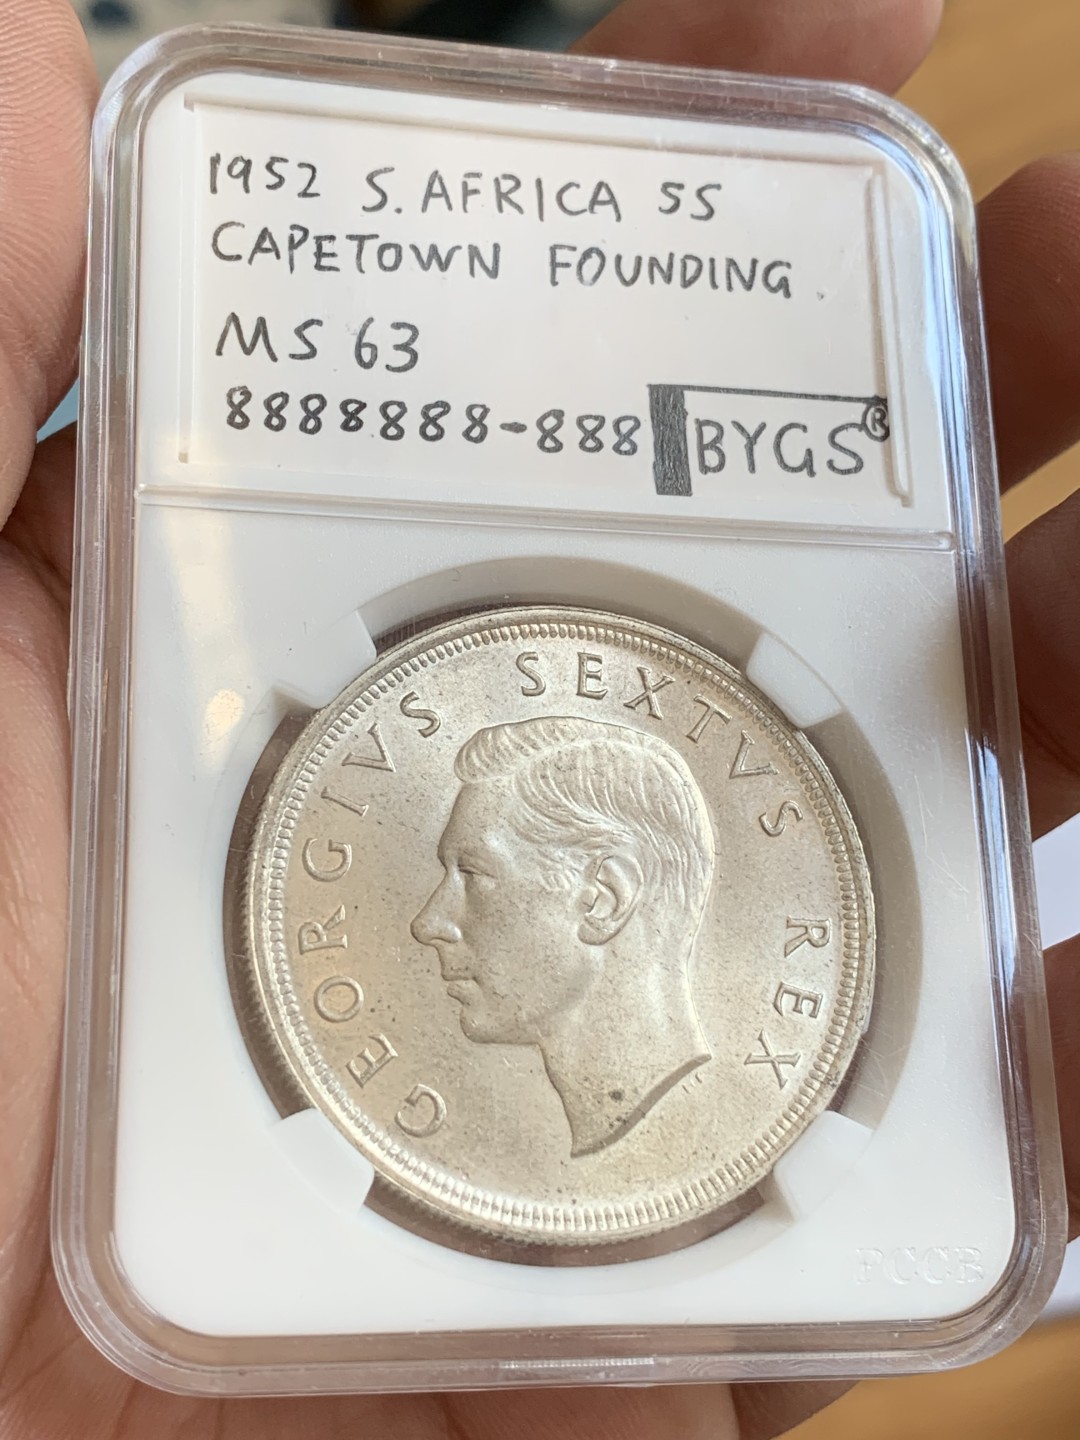 1952 S. AFRICA 5S
CAPETOWN FOUNDING.
MS 63
8888888-888 BYGS®
GEORGIVS SEXTVS REX
PCCB